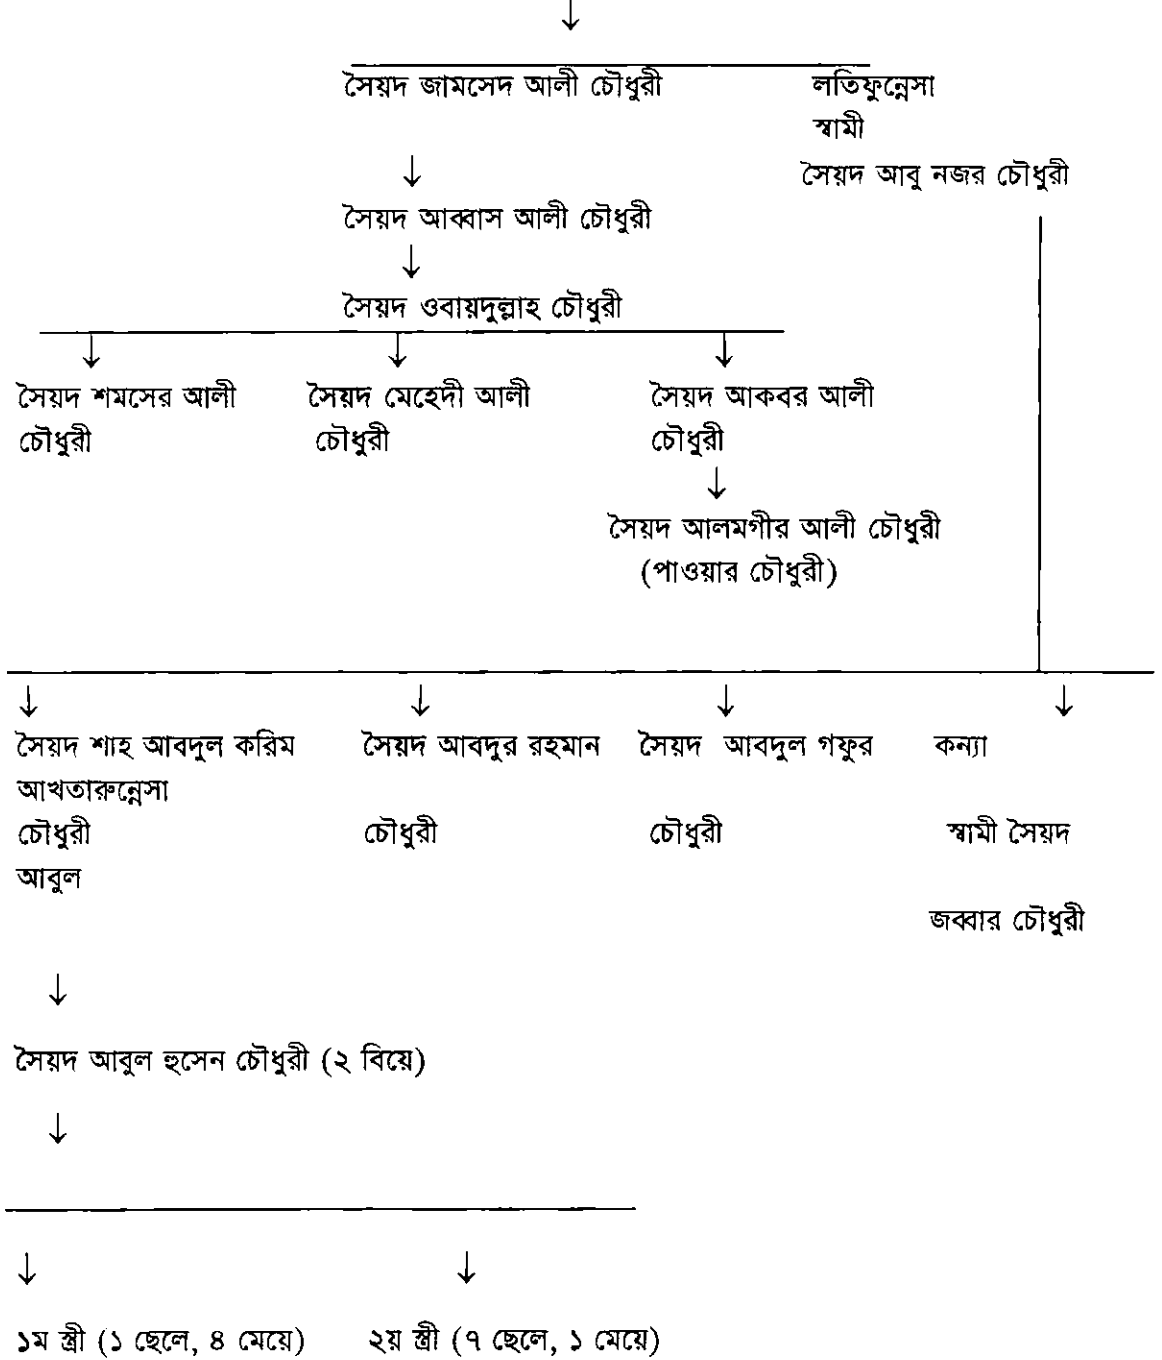 সৈয়দ জামসেদ আলী চৌধুরী লতিফুন্নেসা
স্বামী
সৈয়দ আবু নজর চৌধুরী
সৈয়দ আব্বাস আলী চৌধুরী
সৈয়দ ওবায়দুল্লাহ চৌধুরী
সৈয়দ শমসের আলী সৈয়দ মেহেদী আলী সৈয়দ আকবর আলী
চৌধুরী চৌধুরী চৌধুরী
সৈয়দ আলমগীর আলী চৌধুরী
(পাওয়ার চৌধুরী)
সৈয়দ শাহ আবদুল করিম সৈয়দ আবদুর রহমান সৈয়দ আবদুল গফুর কন্যা
আখতারুন্নেসা
চৌধুরী চৌধুরী চৌধুরী স্বামী সৈয়দ
আবুল
জব্বার চৌধুরী
সৈয়দ আবুল হুসেন চৌধুরী (২ বিয়ে)
১ম স্ত্রী (১ ছেলে, ৪ মেয়ে) ২য় স্ত্রী (৭ ছেলে, ১ মেয়ে)